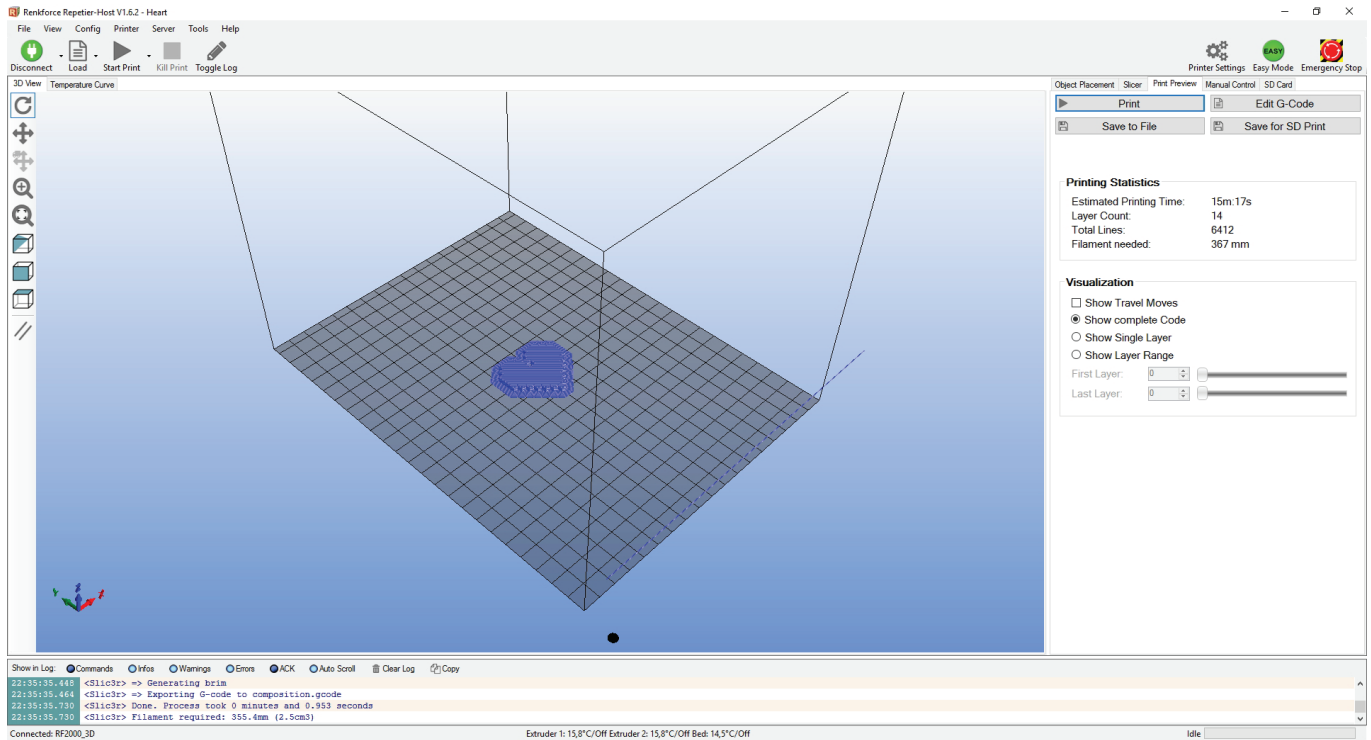 Renkforce Repetier-Host V1.6.2 - Heart
File View Config Printer Server Tools Help
Disconnect Load Start Print Kill Print Toggle Log Printer Settings Easy Mode Emergency Stop
EASY
3D View Temperature Curve
Object Placement Slicer Print Preview Manual Control SD Card
Print Edit G-Code
Save to File Save for SD Print
Printing Statistics
Estimated Printing Time: 15m:17s
Layer Count: 14
Total Lines: 6412
Filament needed: 367 mm
Visualization
Show Travel Moves
Show complete Code
Show Single Layer
Show Layer Range
First Layer: 0
Last Layer: 0
Show in Log: Commands Infos Warnings Errors ACK Auto Scroll Clear Log Copy
22:35:35.448 <Slic3r> => Generating brim
22:35:35.464 <Slic3r> => Exporting G-code to composition.gcode
22:35:35.730 <Slic3r> Done. Process took 0 minutes and 0.953 seconds
22:35:35.730 <Slic3r> Filament required: 355.4mm (2.5cm3)
Connected: RF2000_3D Extruder 1: 15,8°C/Off Extruder 2: 15,8°C/Off Bed: 14,5°C/Off Idle